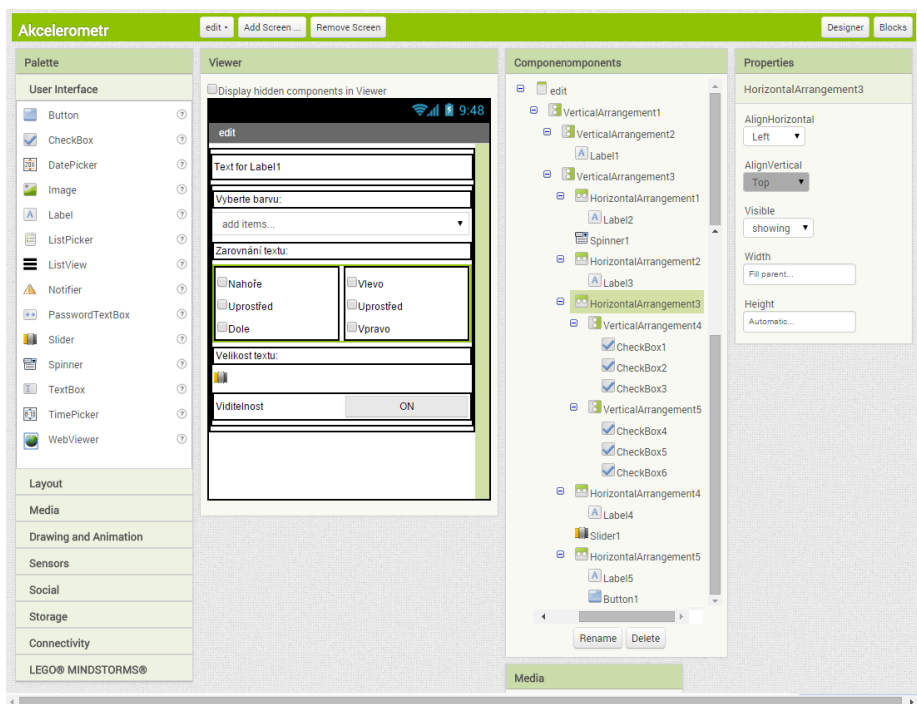 Akcelerometr
edit
Add Screen ...
Remove Screen
Designer
Blocks
Palette
User Interface
Button
CheckBox
DatePicker
Image
Label
ListPicker
ListView
Notifier
PasswordTextBox
Slider
Spinner
TextBox
TimePicker
WebViewer
Layout
Media
Drawing and Animation
Sensors
Social
Storage
Connectivity
LEGO® MINDSTORMS®
Viewer
Display hidden components in Viewer
9:48
edit
Text for Label1
Vyberte barvu:
add items...
Zarovnání textu:
Nahoře
Uprostřed
Dole
Vlevo
Uprostřed
Vpravo
Velikost textu:
Viditelnost
ON
Componenomponents
edit
VerticalArrangement1
VerticalArrangement2
Label1
VerticalArrangement3
HorizontalArrangement1
Label2
Spinner1
HorizontalArrangement2
Label3
HorizontalArrangement3
VerticalArrangement4
CheckBox1
CheckBox2
CheckBox3
VerticalArrangement5
CheckBox4
CheckBox5
CheckBox6
HorizontalArrangement4
Label4
Slider1
HorizontalArrangement5
Label5
Button1
Rename
Delete
Media
Properties
HorizontalArrangement3
AlignHorizontal
Left
AlignVertical
Top
Visible
showing
Width
Fill parent...
Height
Automatic...